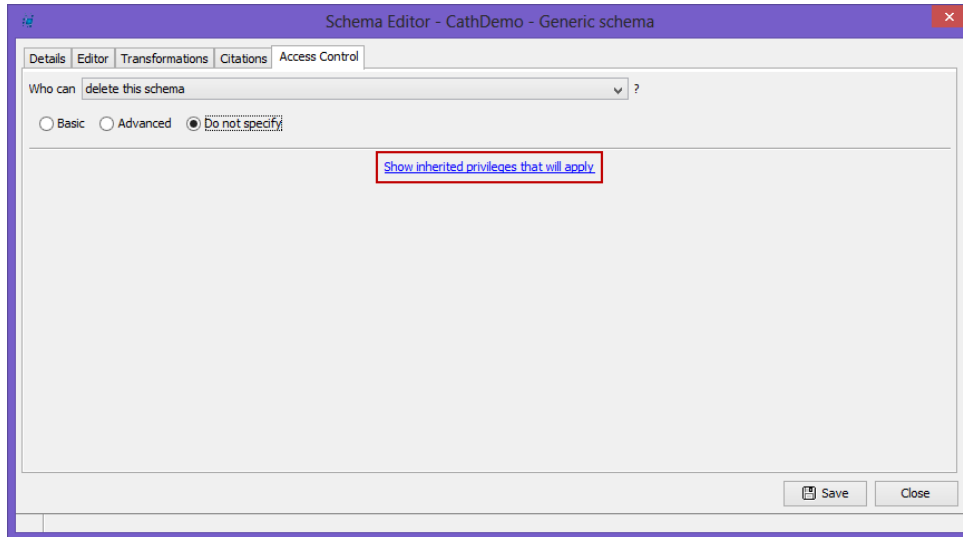 Schema Editor - CathDemo - Generic schema
Details Editor Transformations Citations Access Control
Who can delete this schema ?
Basic Advanced Do not specify
Show inherited privileges that will apply
Save Close